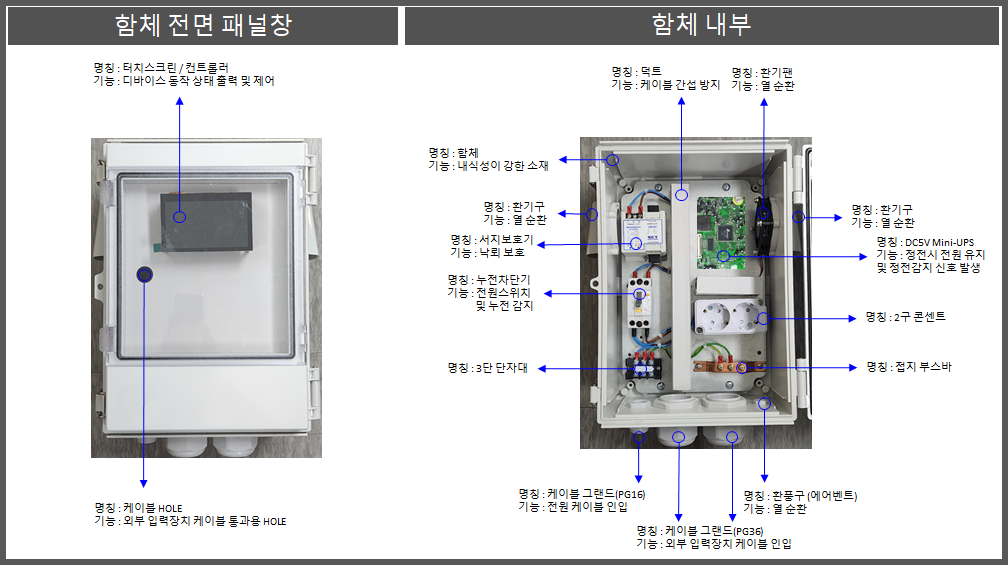 함체 전면 패널창
명칭 : 터치스크린 / 컨트롤러
기능 : 디바이스 동작 상태 출력 및 제어
명칭 : 케이블 HOLE
기능 : 외부 입력장치 케이블 통과용 HOLE
함체 내부
명칭 : 덕트
기능 : 케이블 간섭 방지
명칭 : 환기팬
기능 : 열 순환
명칭 : 함체
기능 : 내식성이 강한 소재
명칭 : 환기구
기능 : 열 순환
명칭 : 서지보호기
기능 : 낙뢰 보호
명칭 : 누전차단기
기능 : 전원스위치
및 누전 감지
명칭 : 3단 단자대
명칭 : 환기구
기능 : 열 순환
명칭 : DC5V Mini-UPS
기능 : 정전시 전원 유지
및 정전감지 신호 발생
명칭 : 2구 콘센트
명칭 : 접지 부스바
명칭 : 케이블 그랜드(PG16)
기능 : 전원 케이블 인입
명칭 : 환풍구 (에어벤트)
기능 : 열 순환
명칭 : 케이블 그랜드(PG36)
기능 : 외부 입력장치 케이블 인입